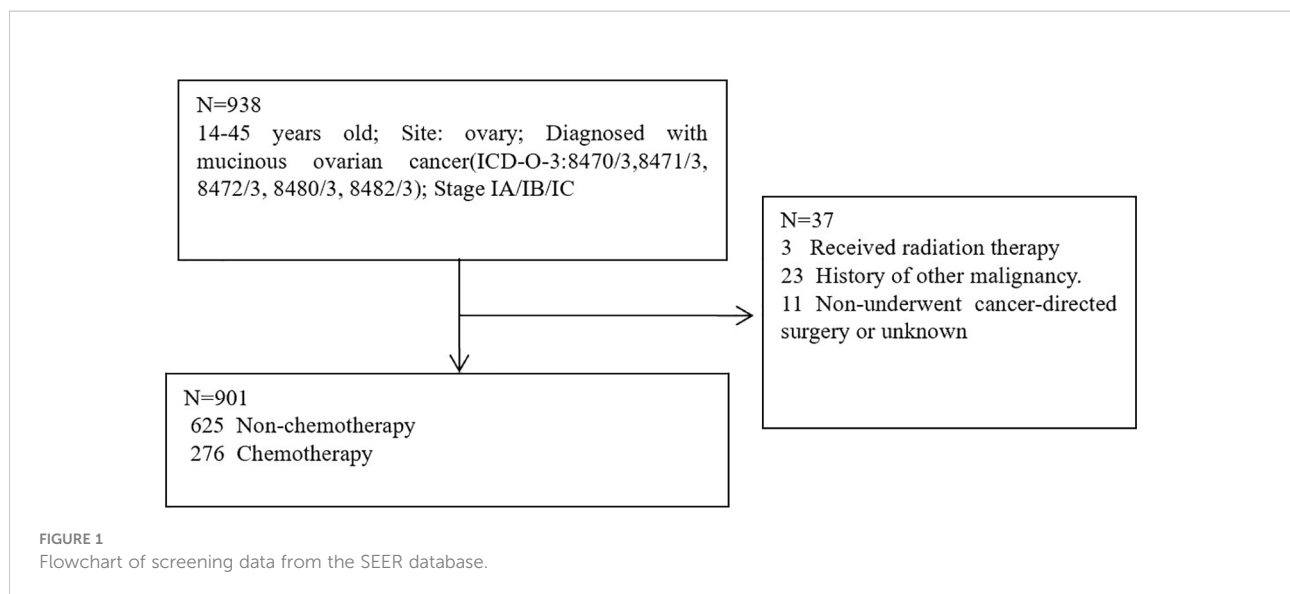 N=938
14-45 years old; Site: ovary; Diagnosed with
mucinous ovarian cancer(ICD-O-3:8470/3,8471/3,
8472/3, 8480/3, 8482/3); Stage IA/IB/IC
N=37
3 Received radiation therapy
23 History of other malignancy.
11 Non-underwent cancer-directed
surgery or unknown
N=901
625 Non-chemotherapy
276 Chemotherapy
FIGURE 1
Flowchart of screening data from the SEER database.